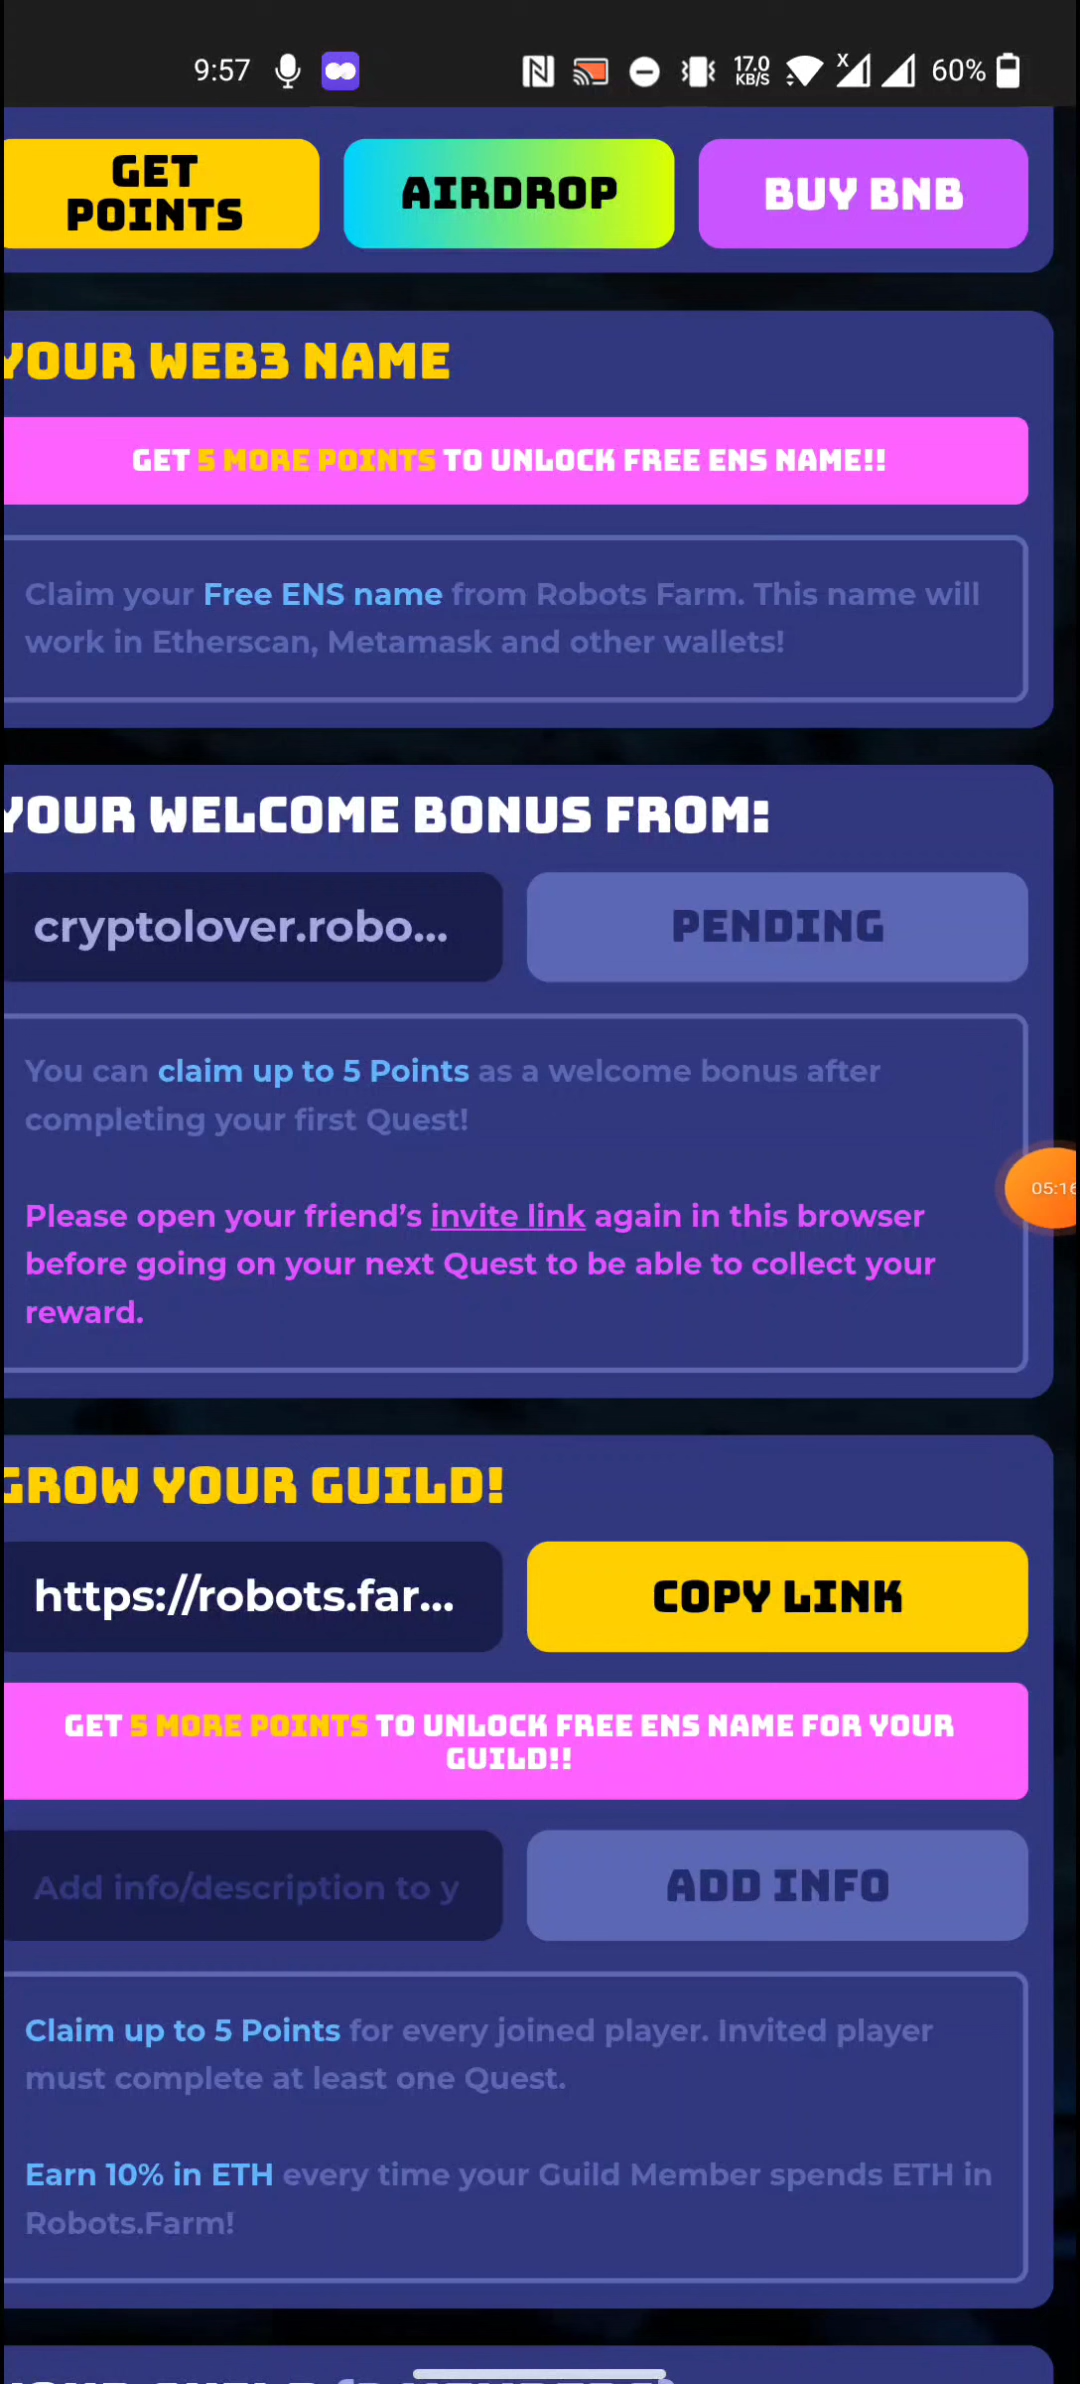 9:57
17.0
KB/S
X
60%
GET
POINTS
AIRDROP
BUY BNB
YOUR WEB3 NAME
GET 5 MORE POINTS TO UNLOCK FREE ENS NAME!!
Claim your Free ENS name from Robots Farm. This name will
work in Etherscan, Metamask and other wallets!
YOUR WELCOME BONUS FROM:
cryptolover.robo...
PENDING
You can claim up to 5 Points as a welcome bonus after
completing your first Quest!
05:16
Please open your friend's invite link again in this browser
before going on your next Quest to be able to collect your
reward.
GROW YOUR GUILD!
https://robots.far...
COPY LINK
GET 5 MORE POINTS TO UNLOCK FREE ENS NAME FOR YOUR
GUILD!!
Add info/description to y
ADD INFO
Claim up to 5 Points for every joined player. Invited player
must complete at least one Quest.
Earn 10% in ETH every time your Guild Member spends ETH in
Robots.Farm!